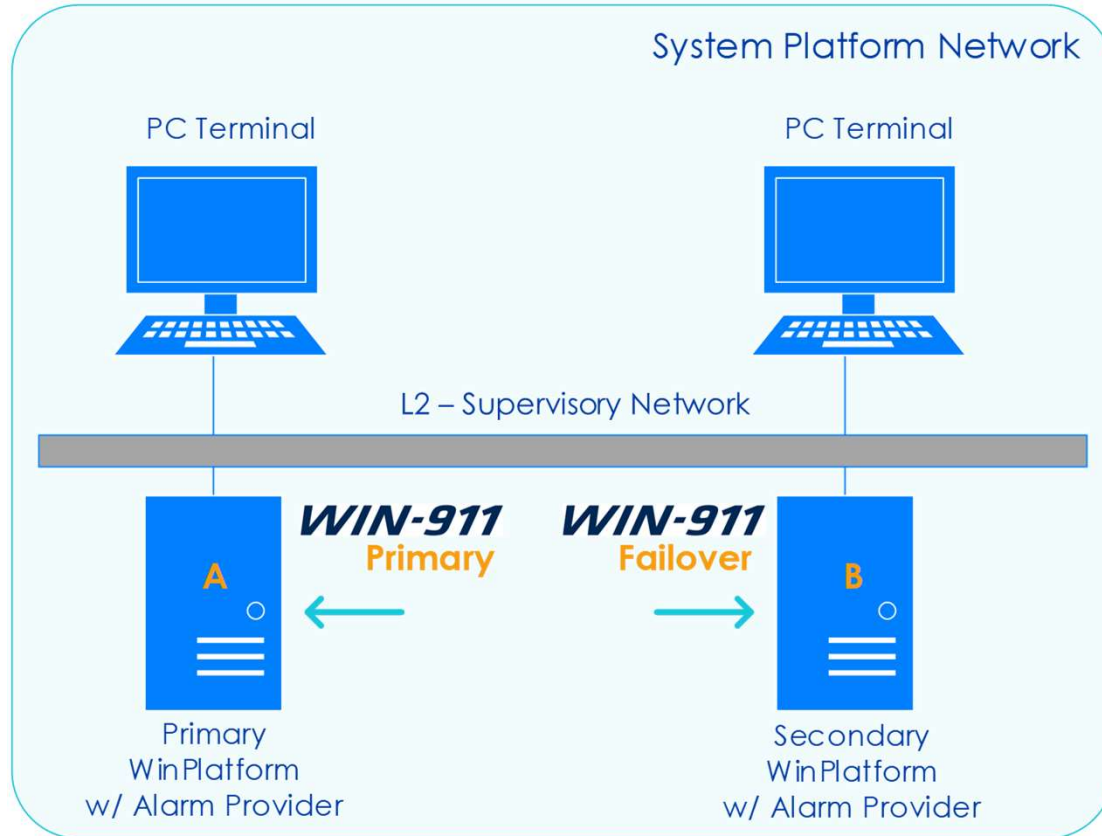 System Platform Network
PC Terminal
PC Terminal
L2 – Supervisory Network
WIN-911
Primary
WIN-911
Failover
A
B
Primary
WinPlatform
w/ Alarm Provider
Secondary
WinPlatform
w/ Alarm Provider